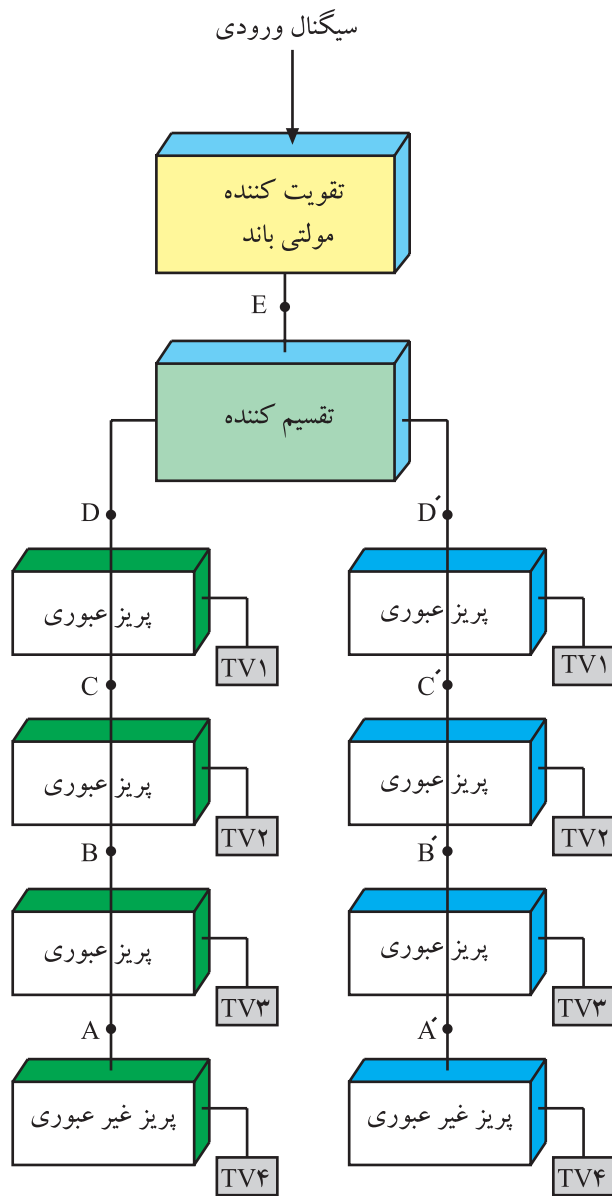 سیگنال ورودی
تقویت کننده
مولتی باند
E
تقسیم کننده
D
D´
پریز عبوری
پریز عبوری
TV۱
TV۱
C
C´
پریز عبوری
پریز عبوری
TV۲
TV۲
B
B´
پریز عبوری
پریز عبوری
TV۳
TV۳
A
A´
پریز غیر عبوری
پریز غیر عبوری
TV۴
TV۴